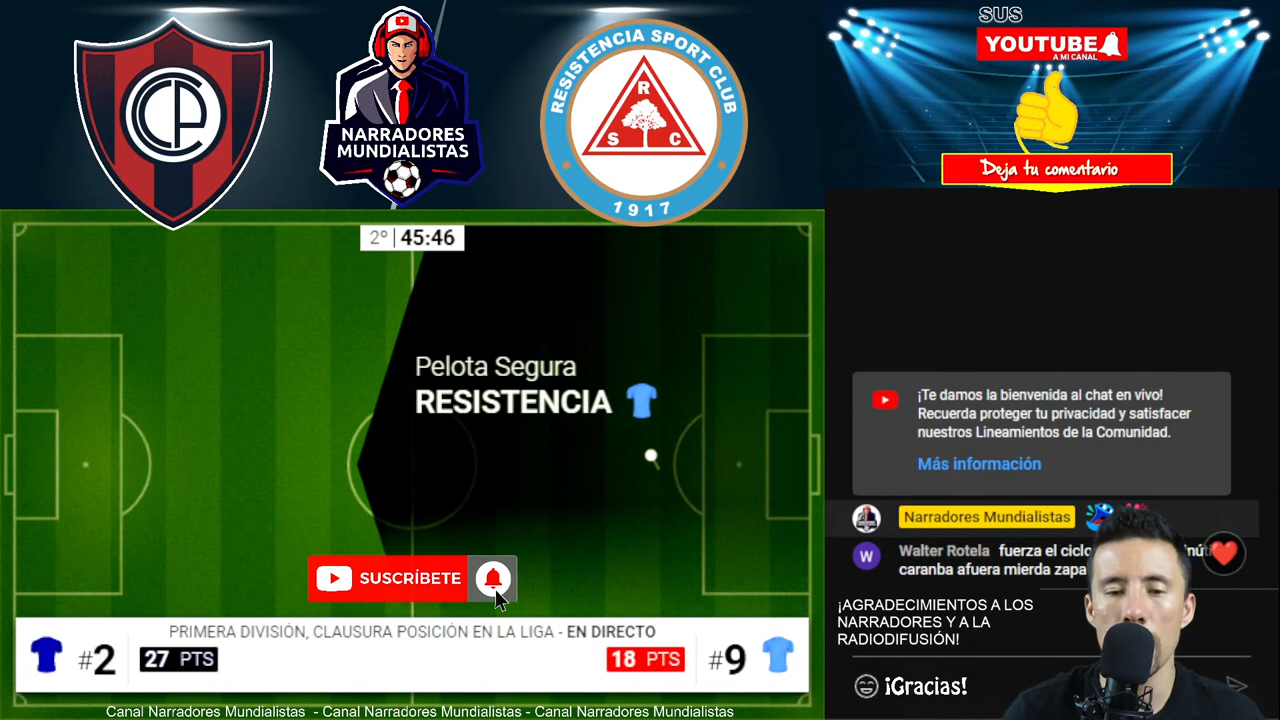 CCP
NARRADORES
MUNDIALISTAS
RESISTENCIA SPORT CLUB
R
S C
1917
SUS
YOUTUBE
A MI CANAL
Deja tu comentario
2º | 45:46
Pelota Segura
RESISTENCIA
SUSCRÍBETE
PRIMERA DIVISIÓN, CLAUSURA POSICIÓN EN LA LIGA - EN DIRECTO
#2 27 PTS 18 PTS #9
Canal Narradores Mundialistas - Canal Narradores Mundialistas - Canal Narradores Mundialistas
¡Te damos la bienvenida al chat en vivo!
Recuerda proteger tu privacidad y satisfacer
nuestros Lineamientos de la Comunidad.
Más información
Narradores Mundialistas
W Walter Rotela fuerza el
caranba afuera mierda
¡AGRADECIMIENTOS A LOS
NARRADORES Y A LA
RADIODIFUSIÓN!
¡Gracias!